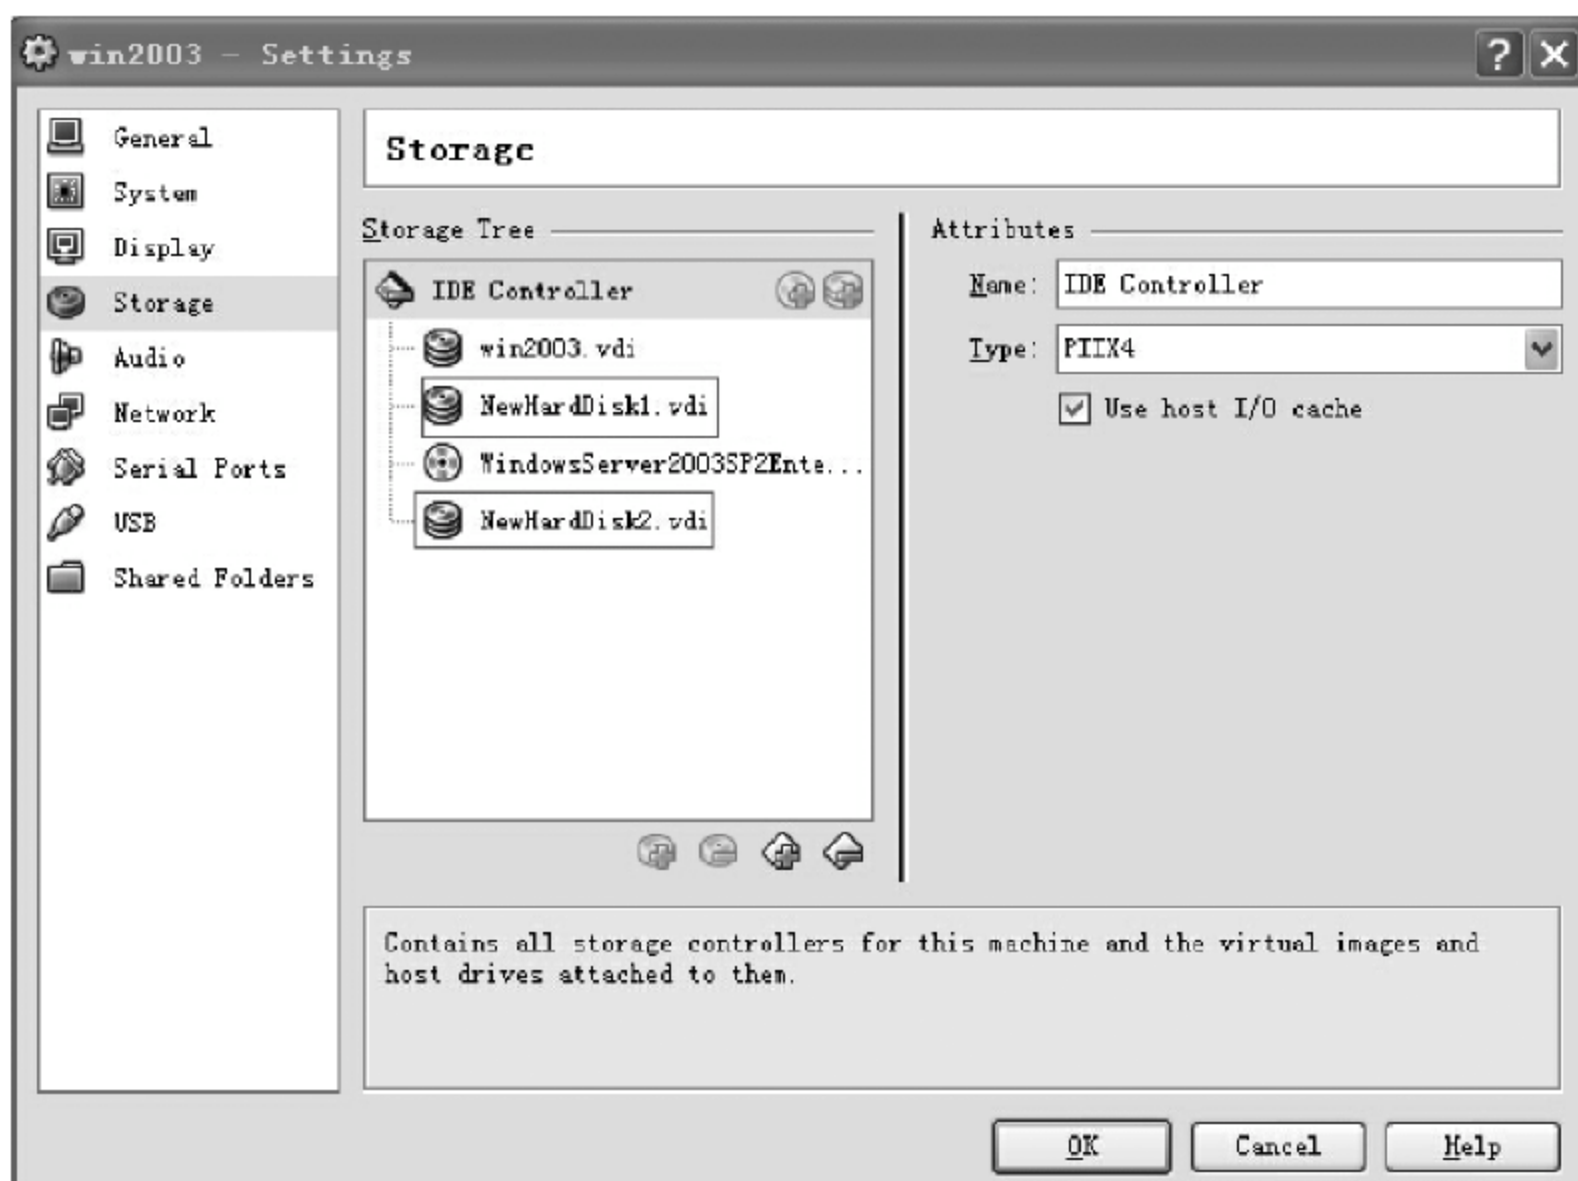 win2003 - Settings
General
System
Display
Storage
Audio
Network
Serial Ports
USB
Shared Folders
Storage
Storage Tree
IDE Controller
win2003.vdi
NewHardDisk1.vdi
WindowsServer2003SP2Ente...
NewHardDisk2.vdi
Attributes
Name: IDE Controller
Type: PIIX4
Use host I/O cache
Contains all storage controllers for this machine and the virtual images and
host drives attached to them.
OK Cancel Help